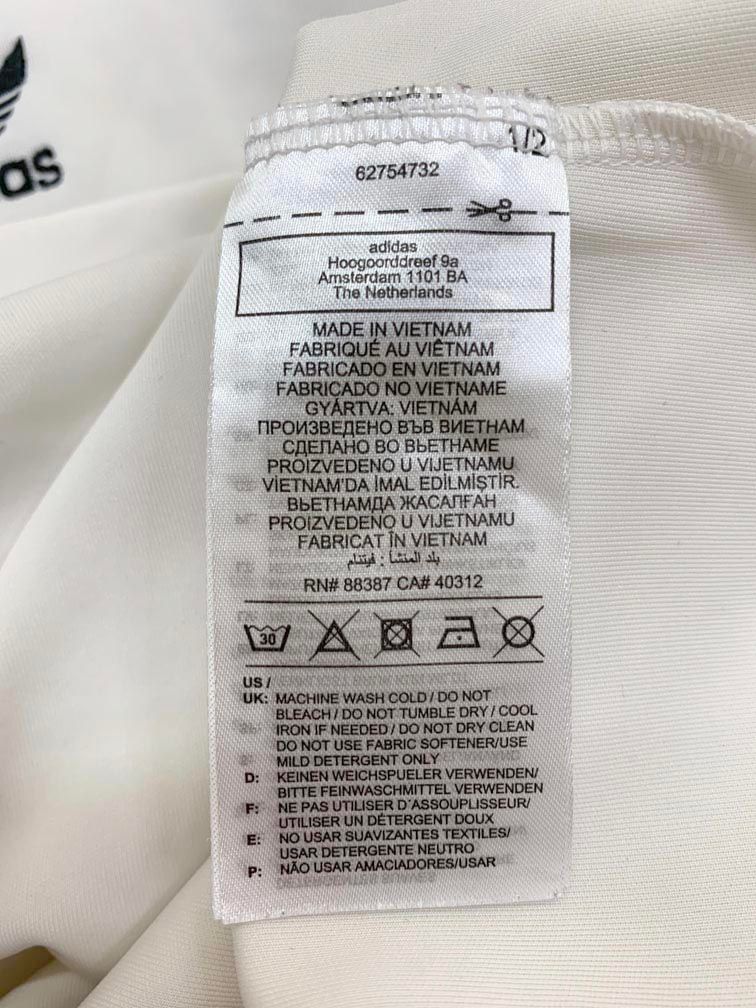 as
1/2
62754732
adidas
Hoogoorddreef 9a
Amsterdam 1101 BA
The Netherlands
MADE IN VIETNAM
FABRIQUÉ AU VIÊTNAM
FABRICADO EN VIETNAM
FABRICADO NO VIETNAME
GYÁRTVA: VIETNÁM
ПРОИЗВЕДЕНО ВЪВ ВИЕТНАМ
СДЕЛАНО ВО ВЬЕТНАМЕ
PROIZVEDENO U VIJETNAMU
VİETNAM'DA İMAL EDİLMİŞTİR.
ВЬЕТНАМДА ЖАСАЛҒАН
PROIZVEDENO U VIJETNAMU
FABRICAT ÎN VIETNAM
بلد المنشأ : فيتنام
RN# 88387 CA# 40312
30
US /
UK: MACHINE WASH COLD / DO NOT
BLEACH / DO NOT TUMBLE DRY / COOL
IRON IF NEEDED / DO NOT DRY CLEAN
DO NOT USE FABRIC SOFTENER/USE
MILD DETERGENT ONLY
D: KEINEN WEICHSPUELER VERWENDEN/
BITTE FEINWASCHMITTEL VERWENDEN
F: NE PAS UTILISER D'ASSOUPLISSEUR/
UTILISER UN DÉTERGENT DOUX
E: NO USAR SUAVIZANTES TEXTILES/
USAR DETERGENTE NEUTRO
P: NÃO USAR AMACIADORES/USAR